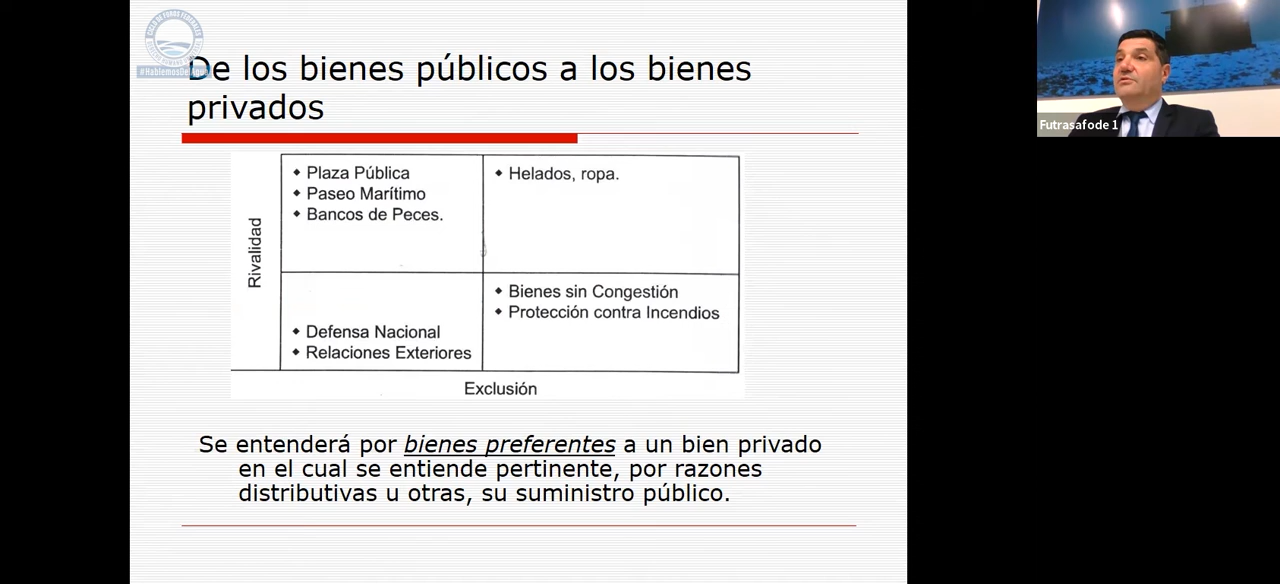 #HablemosDelAgua
De los bienes públicos a los bienes
privados
Futrasafode 1
Rivalidad
♦ Plaza Pública
♦ Paseo Marítimo
♦ Bancos de Peces.
♦ Helados, ropa.
♦ Defensa Nacional
♦ Relaciones Exteriores
♦ Bienes sin Congestión
♦ Protección contra Incendios
Exclusión
Se entenderá por bienes preferentes a un bien privado
en el cual se entiende pertinente, por razones
distributivas u otras, su suministro público.